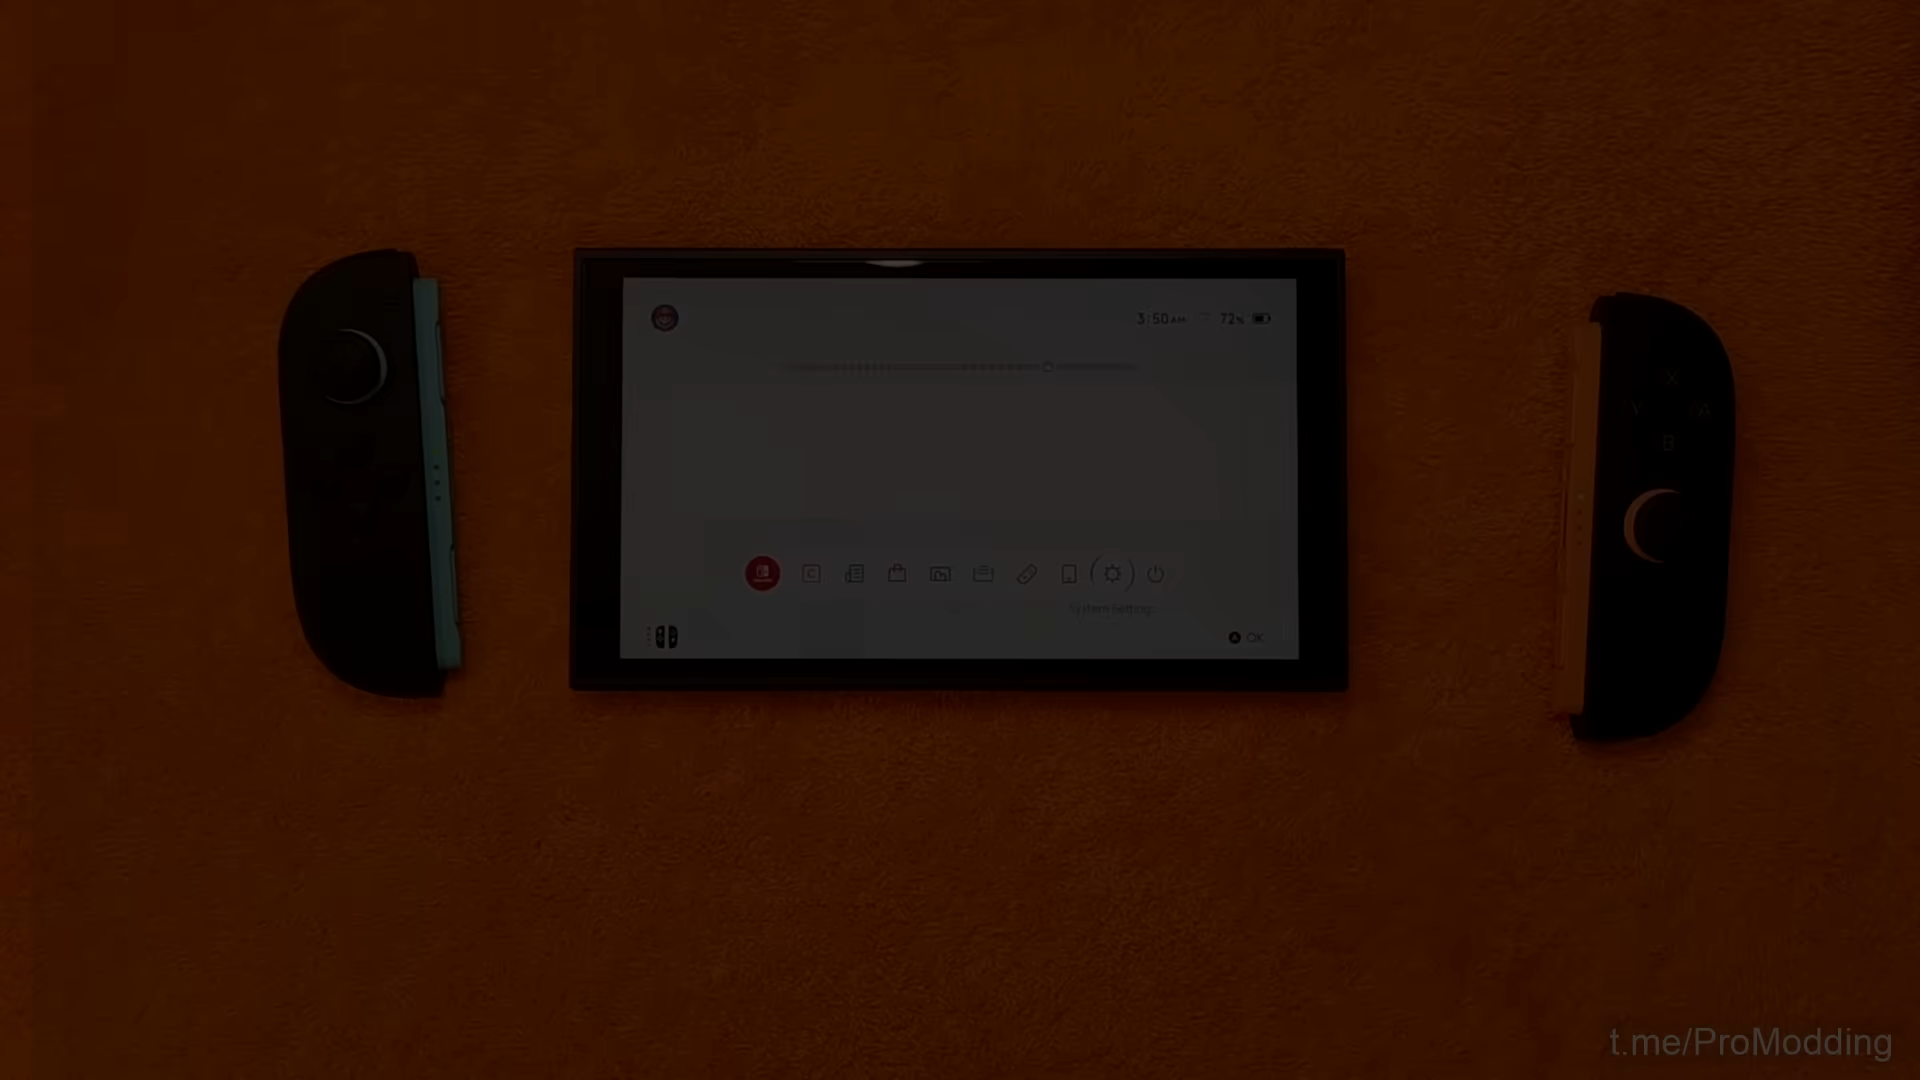 3:50 AM 72%
C
X
Y A
B
System Settings
OK
t.me/ProModding